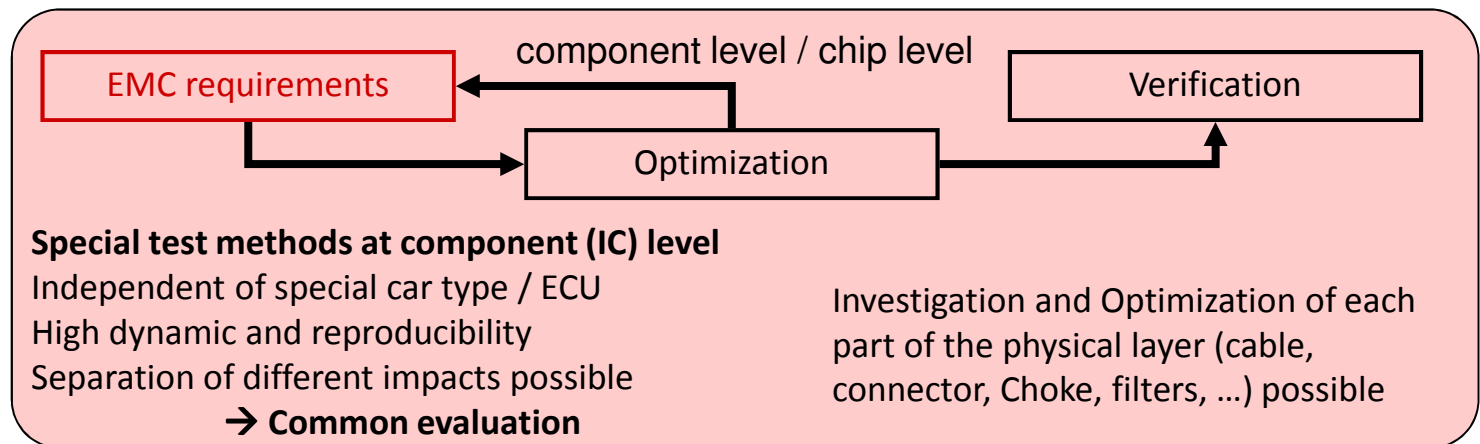 component level / chip level
EMC requirements
Verification
Optimization
Special test methods at component (IC) level
Independent of special car type / ECU
High dynamic and reproducibility
Separation of different impacts possible
→ Common evaluation
Investigation and Optimization of each
part of the physical layer (cable,
connector, Choke, filters, …) possible